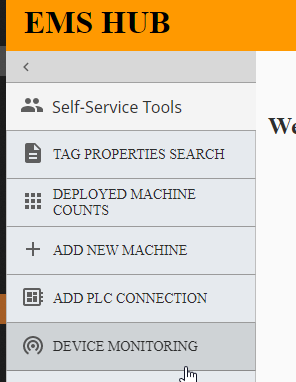 EMS HUB
Self-Service Tools
We
TAG PROPERTIES SEARCH
DEPLOYED MACHINE
COUNTS
ADD NEW MACHINE
ADD PLC CONNECTION
DEVICE MONITORING